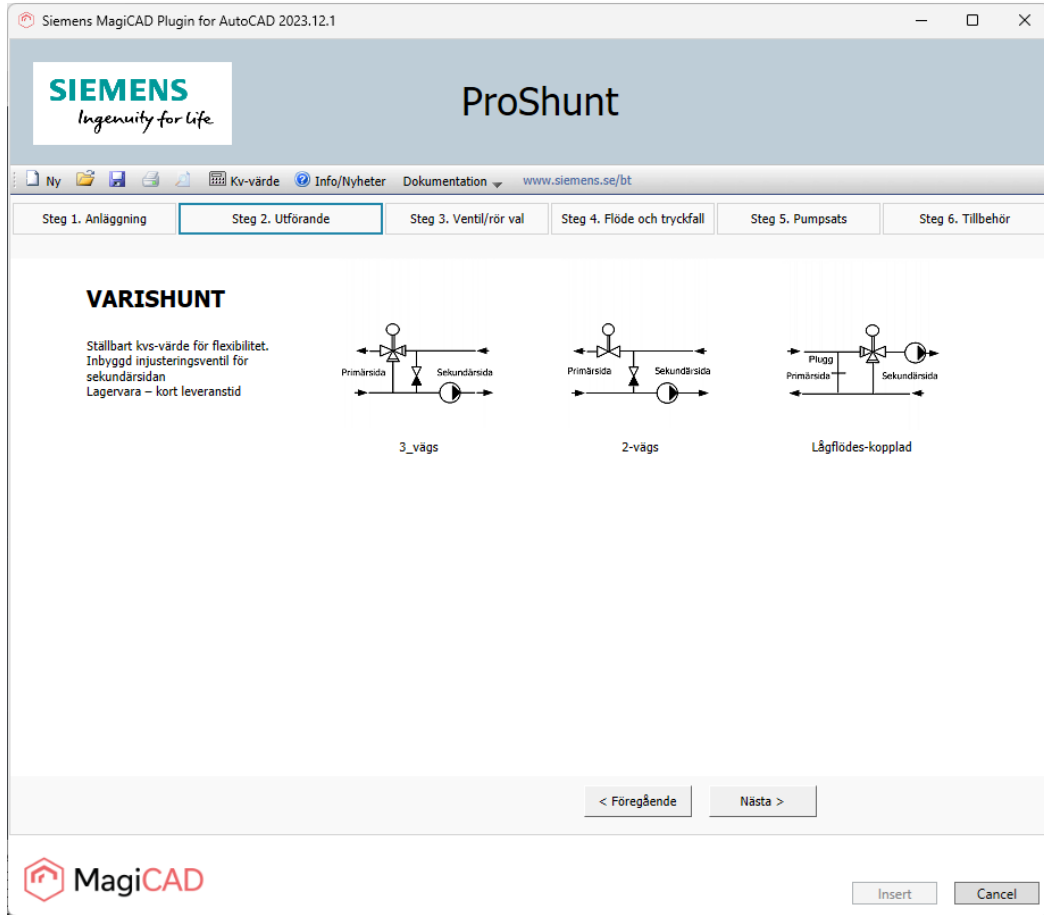 Siemens MagiCAD Plugin for AutoCAD 2023.12.1
SIEMENS
Ingenuity for life
ProShunt
Ny Kv-värde Info/Nyheter Dokumentation www.siemens.se/bt
Steg 1. Anläggning Steg 2. Utförande Steg 3. Ventil/rör val Steg 4. Flöde och tryckfall Steg 5. Pumpsats Steg 6. Tillbehör
VARISHUNT
Ställbart kvs-värde för flexibilitet.
Inbyggd injusteringsventil för
sekundärsidan
Lagervara – kort leveranstid
Primärsida Sekundärsida
3_vägs
Primärsida Sekundärsida
2-vägs
Plugg
Primärsida Sekundärsida
Lågflödes-kopplad
< Föregående Nästa >
MagiCAD
Insert Cancel